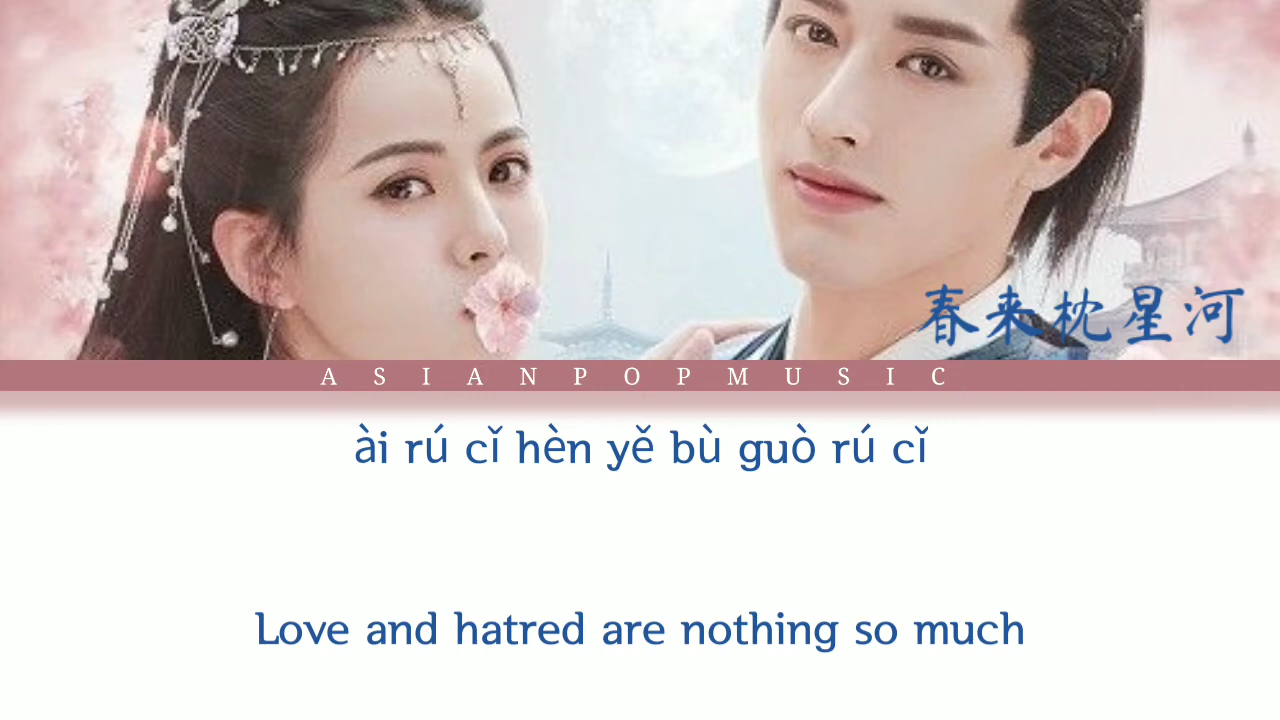 春来枕星河
ASIANPOPMUSIC
ài rú cǐ hèn yě bù guò rú cǐ
Love and hatred are nothing so much